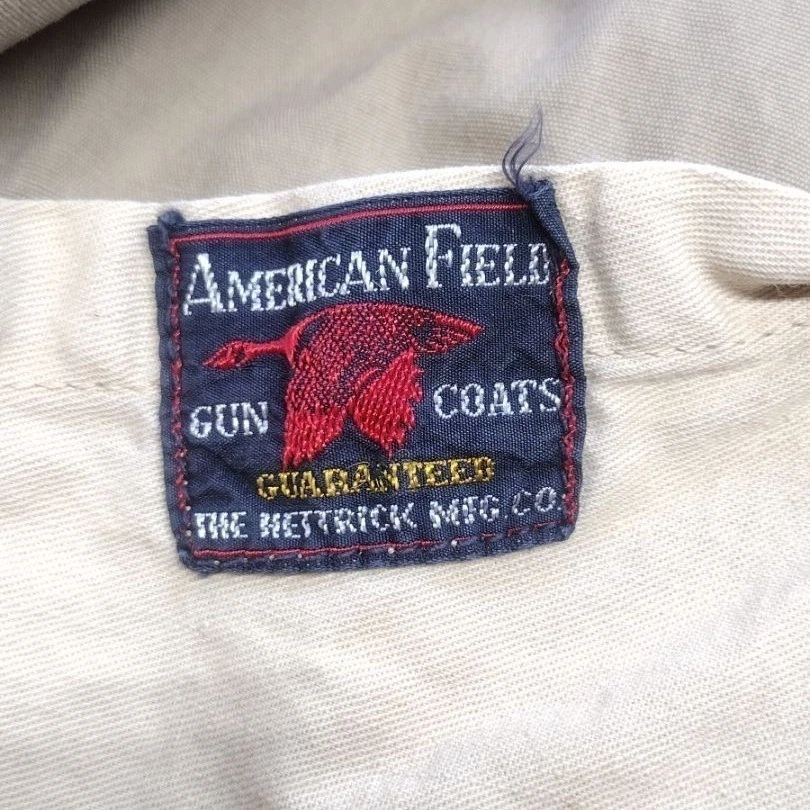 AMERICAN FIELD
GUN COATS
GUARANTEED
THE HETTRICK MFG. CO.